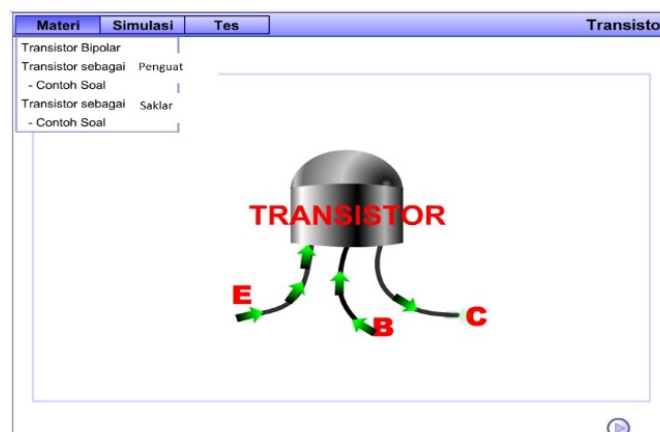 Materi Simulasi Tes Transisto
Transistor Bipolar
Transistor sebagai Penguat
- Contoh Soal
Transistor sebagai Saklar
- Contoh Soal
TRANSISTOR
E
B
C